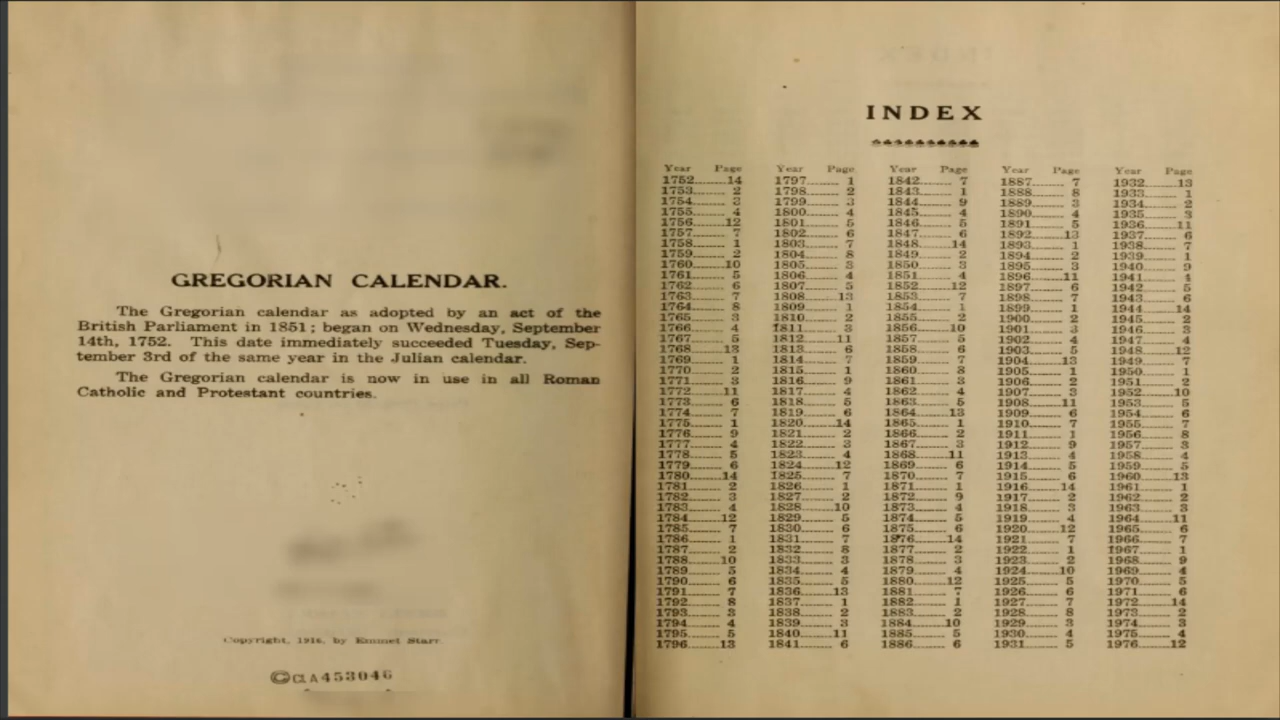 GREGORIAN CALENDAR.
The Gregorian calendar as adopted by an act of the
British Parliament in 1851; began on Wednesday, September
14th, 1752. This date immediately succeeded Tuesday, Sep-
tember 3rd of the same year in the Julian calendar.
The Gregorian calendar is now in use in all Roman
Catholic and Protestant countries.
Copyright, 1916, by Emmet Starr.
©CLA453046
INDEX
Year Page Year Page Year Page Year Page Year Page
1752 14 1797 1 1842 7 1887 7 1932 13
1753 2 1798 2 1843 1 1888 8 1933 1
1754 3 1799 3 1844 9 1889 3 1934 2
1755 4 1800 4 1845 4 1890 4 1935 3
1756 12 1801 5 1846 5 1891 5 1936 11
1757 7 1802 6 1847 6 1892 13 1937 6
1758 1 1803 7 1848 14 1893 1 1938 7
1759 2 1804 8 1849 2 1894 2 1939 1
1760 10 1805 3 1850 3 1895 3 1940 9
1761 5 1806 4 1851 4 1896 11 1941 4
1762 6 1807 5 1852 12 1897 6 1942 5
1763 7 1808 13 1853 7 1898 7 1943 6
1764 8 1809 1 1854 1 1899 1 1944 14
1765 3 1810 2 1855 2 1900 2 1945 2
1766 4 1811 3 1856 10 1901 3 1946 3
1767 5 1812 11 1857 5 1902 4 1947 4
1768 13 1813 6 1858 6 1903 5 1948 12
1769 1 1814 7 1859 7 1904 13 1949 7
1770 2 1815 1 1860 8 1905 1 1950 1
1771 3 1816 9 1861 3 1906 2 1951 2
1772 11 1817 4 1862 4 1907 3 1952 10
1773 6 1818 5 1863 5 1908 11 1953 5
1774 7 1819 6 1864 13 1909 6 1954 6
1775 1 1820 14 1865 1 1910 7 1955 7
1776 9 1821 2 1866 2 1911 1 1956 8
1777 4 1822 3 1867 3 1912 9 1957 3
1778 5 1823 4 1868 11 1913 4 1958 4
1779 6 1824 12 1869 6 1914 5 1959 5
1780 14 1825 7 1870 7 1915 6 1960 13
1781 2 1826 1 1871 1 1916 14 1961 1
1782 3 1827 2 1872 9 1917 2 1962 2
1783 4 1828 10 1873 4 1918 3 1963 3
1784 12 1829 5 1874 5 1919 4 1964 11
1785 7 1830 6 1875 6 1920 12 1965 6
1786 1 1831 7 1876 14 1921 7 1966 7
1787 2 1832 8 1877 2 1922 1 1967 1
1788 10 1833 3 1878 3 1923 2 1968 9
1789 5 1834 4 1879 4 1924 10 1969 4
1790 6 1835 5 1880 12 1925 5 1970 5
1791 7 1836 13 1881 7 1926 6 1971 6
1792 8 1837 1 1882 1 1927 7 1972 14
1793 3 1838 2 1883 2 1928 8 1973 2
1794 4 1839 3 1884 10 1929 3 1974 3
1795 5 1840 11 1885 5 1930 4 1975 4
1796 13 1841 6 1886 6 1931 5 1976 12